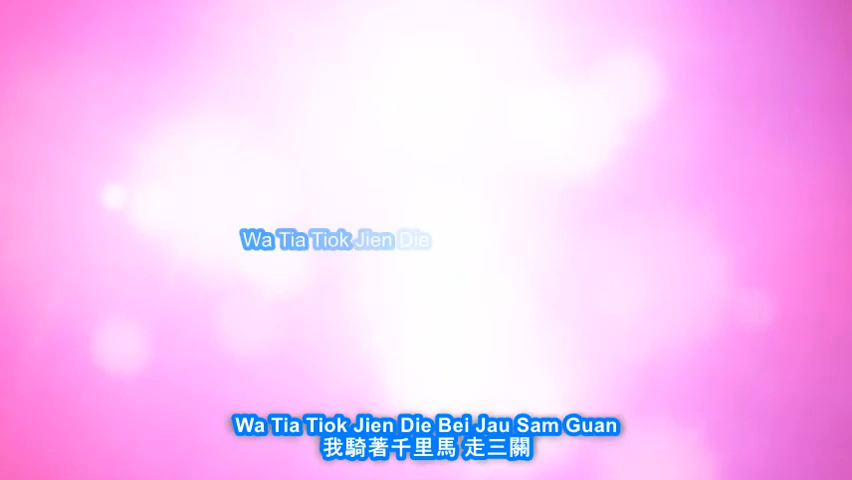 Wa Tia Tiok Jien Die
Wa Tia Tiok Jien Die Bei Jau Sam Guan
我騎著千里馬 走三關